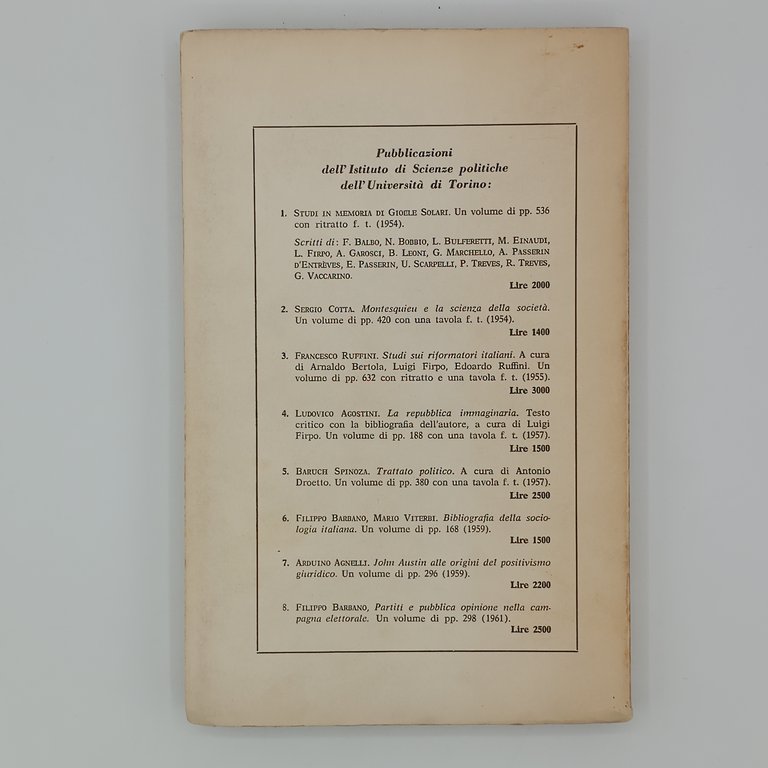 Pubblicazioni
dell'Istituto di Scienze politiche
dell'Università di Torino:
1. STUDI IN MEMORIA DI GIOELE SOLARI. Un volume di pp. 536
con ritratto f. t. (1954).
Scritti di: F. BALBO, N. BOBBIO, L. BULFERETTI, M. EINAUDI,
L. FIRPO, A. GAROSCI, B. LEONI, G. MARCHELLO, A. PASSERIN
D'ENTRÈVES, E. PASSERIN, U. SCARPELLI, P. TREVES, R. TREVES,
G. VACCARINO.
Lire 2000
2. SERGIO COTTA. Montesquieu e la scienza della società.
Un volume di pp. 420 con una tavola f. t. (1954).
Lire 1400
3. FRANCESCO RUFFINI. Studi sui riformatori italiani. A cura
di Arnaldo Bertola, Luigi Firpo, Edoardo Ruffini. Un
volume di pp. 632 con ritratto e una tavola f. t. (1955).
Lire 3000
4. LUDOVICO AGOSTINI. La repubblica immaginaria. Testo
critico con la bibliografia dell'autore, a cura di Luigi
Firpo. Un volume di pp. 188 con una tavola f. t. (1957).
Lire 1500
5. BARUCH SPINOZA. Trattato politico. A cura di Antonio
Droetto. Un volume di pp. 380 con una tavola f. t. (1957).
Lire 2500
6. FILIPPO BARBANO, MARIO VITERBI. Bibliografia della socio-
logia italiana. Un volume di pp. 168 (1959).
Lire 1500
7. ARDUINO AGNELLI. John Austin alle origini del positivismo
giuridico. Un volume di pp. 296 (1959).
Lire 2200
8. FILIPPO BARBANO, Partiti e pubblica opinione nella cam-
pagna elettorale. Un volume di pp. 298 (1961).
Lire 2500